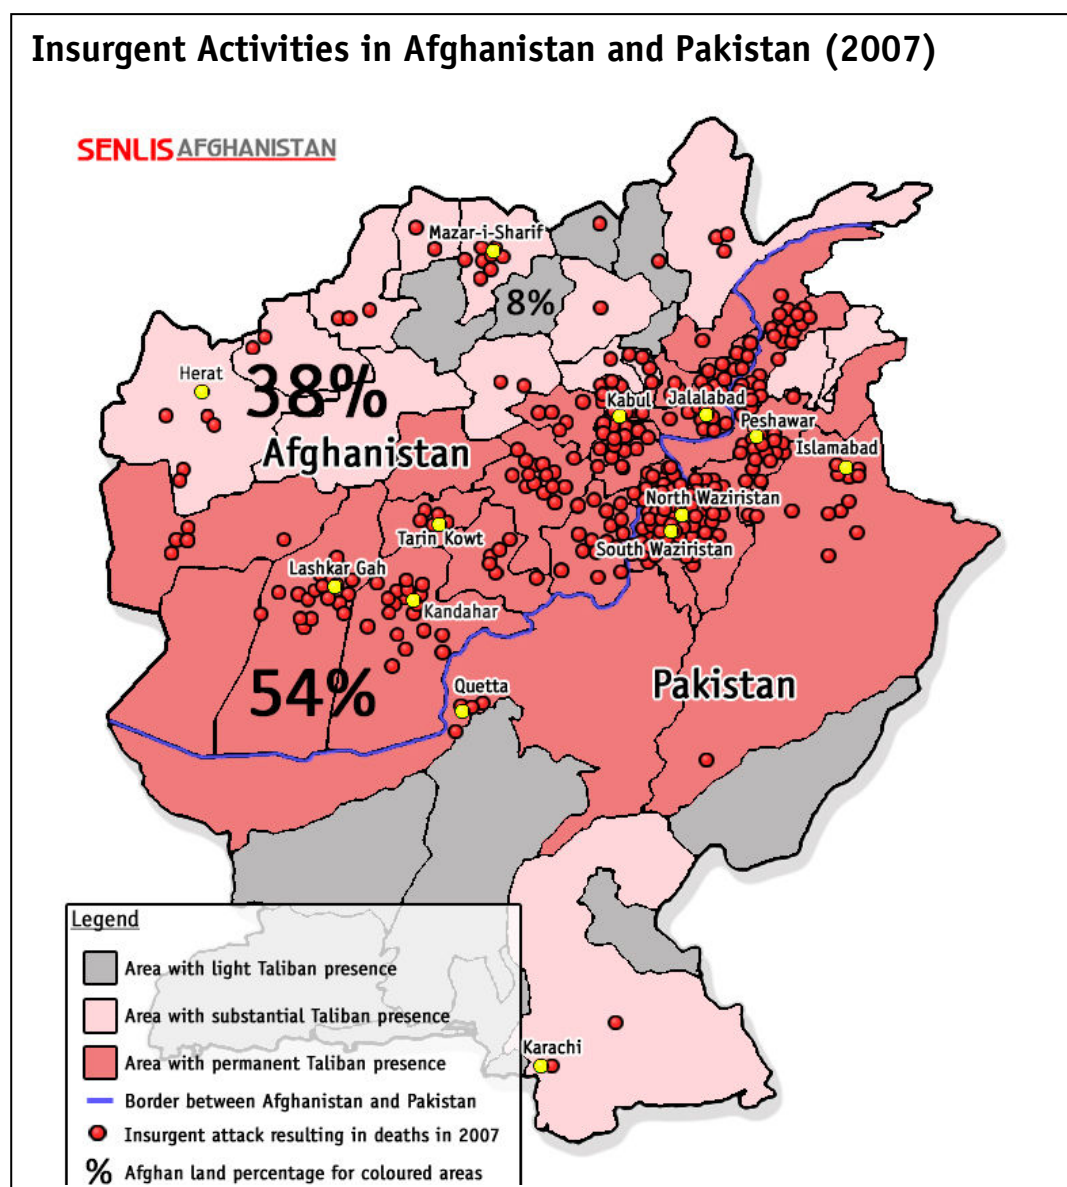 Insurgent Activities in Afghanistan and Pakistan (2007)
SENLIS AFGHANISTAN
Mazar-i-Sharif
8%
Herat
38%
Kabul
Jalalabad
Peshawar
Afghanistan
Islamabad
North Waziristan
Tarin Kowt
South Waziristan
Lashkar Gah
Kandahar
54%
Quetta
Pakistan
Legend
Area with light Taliban presence
Area with substantial Taliban presence
Karachi
Area with permanent Taliban presence
Border between Afghanistan and Pakistan
Insurgent attack resulting in deaths in 2007
% Afghan land percentage for coloured areas